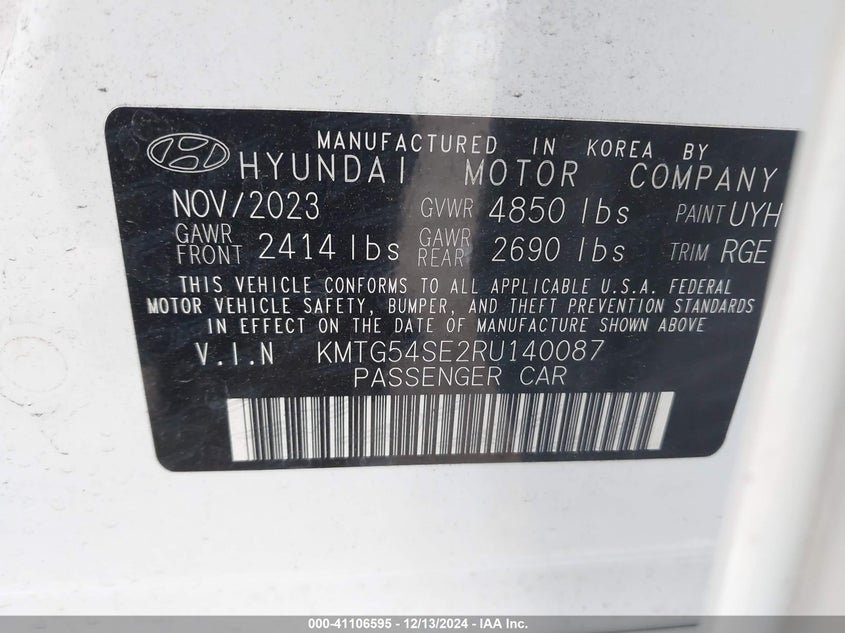 MANUFACTURED IN KOREA BY
HYUNDAI MOTOR COMPANY
NOV/2023 GVWR 4850 lbs PAINT UYH
GAWR FRONT 2414 lbs GAWR REAR 2690 lbs TRIM RGE
THIS VEHICLE CONFORMS TO ALL APPLICABLE U.S.A. FEDERAL
MOTOR VEHICLE SAFETY, BUMPER, AND THEFT PREVENTION STANDARDS
IN EFFECT ON THE DATE OF MANUFACTURE SHOWN ABOVE
V.I.N KMTG54SE2RU140087
PASSENGER CAR
000-41106595 - 12/13/2024 - IAA Inc.